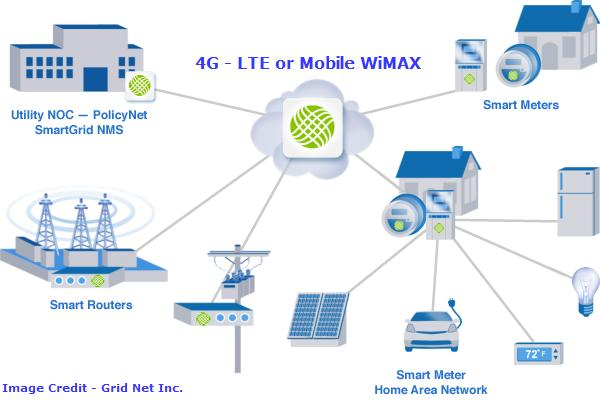 4G - LTE or Mobile WiMAX
Utility NOC — PolicyNet
SmartGrid NMS
Smart Meters
Smart Routers
72°F
Smart Meter
Home Area Network
Image Credit - Grid Net Inc.